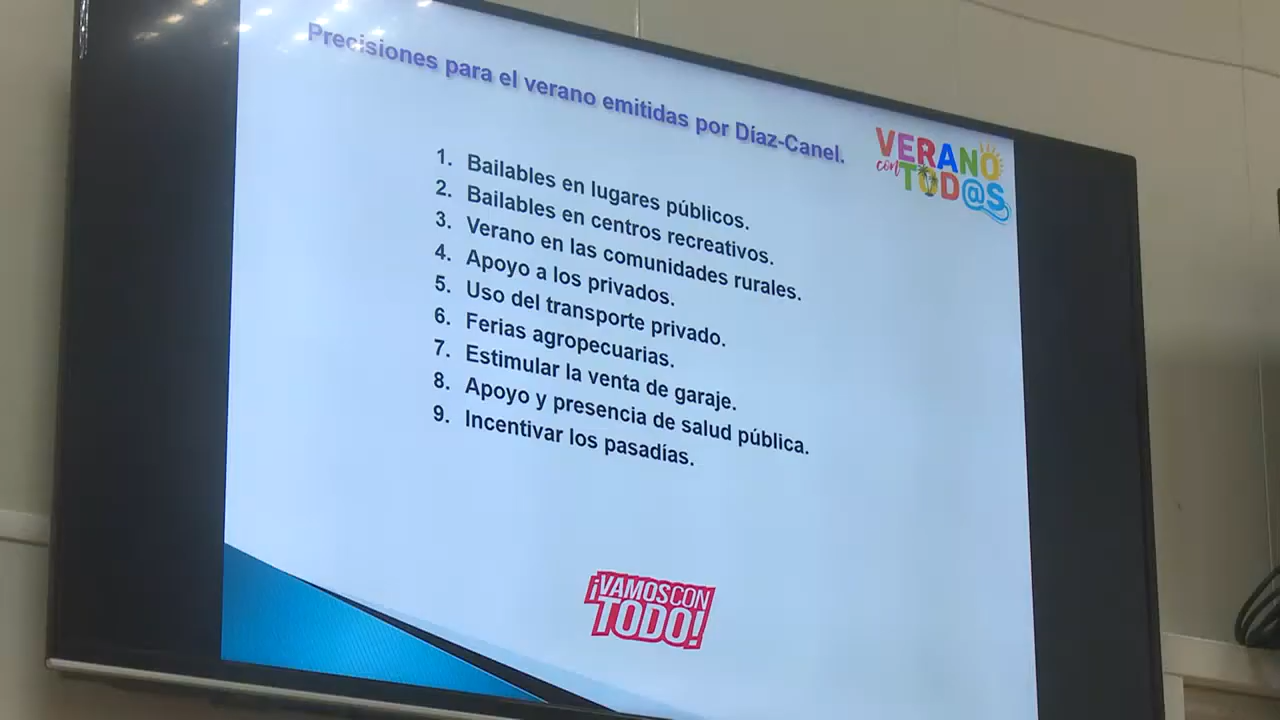 Precisiones para el verano emitidas por Díaz-Canel.
VERANO
con TOD@S
1. Bailables en lugares públicos.
2. Bailables en centros recreativos.
3. Verano en las comunidades rurales.
4. Apoyo a los privados.
5. Uso del transporte privado.
6. Ferias agropecuarias.
7. Estimular la venta de garaje.
8. Apoyo y presencia de salud pública.
9. Incentivar los pasadías.
¡VAMOS CON
TODO!